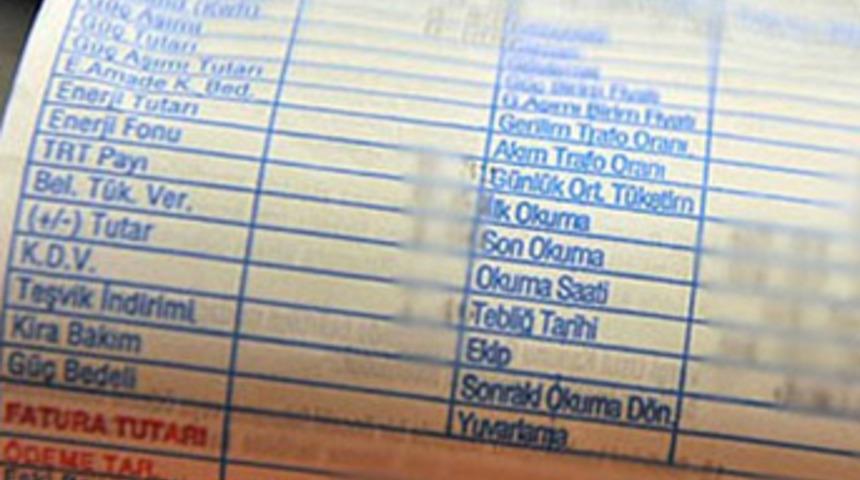 Güç Aşımı
Güç Tutarı
Güç Aşımı Tutarı
E.Amade K. Bed.
Enerji Tutarı
Enerji Fonu
TRT Payı
Bel. Tük. Ver.
(+/-) Tutar
K.D.V.
Teşvik İndirimi
Kira Bakım
Güç Bedeli
FATURA TUTARI
ÖDEME TAR.
Güç Birim Fiyatı
G.Aşımı Birim Fiyatı
Gerilim Trafo Oranı
Akım Trafo Oranı
Günlük Ort. Tüketim
İlk Okuma
Son Okuma
Okuma Saati
Tebliğ Tarihi
Ekip
Sonraki Okuma Dön.
Yuvarlama